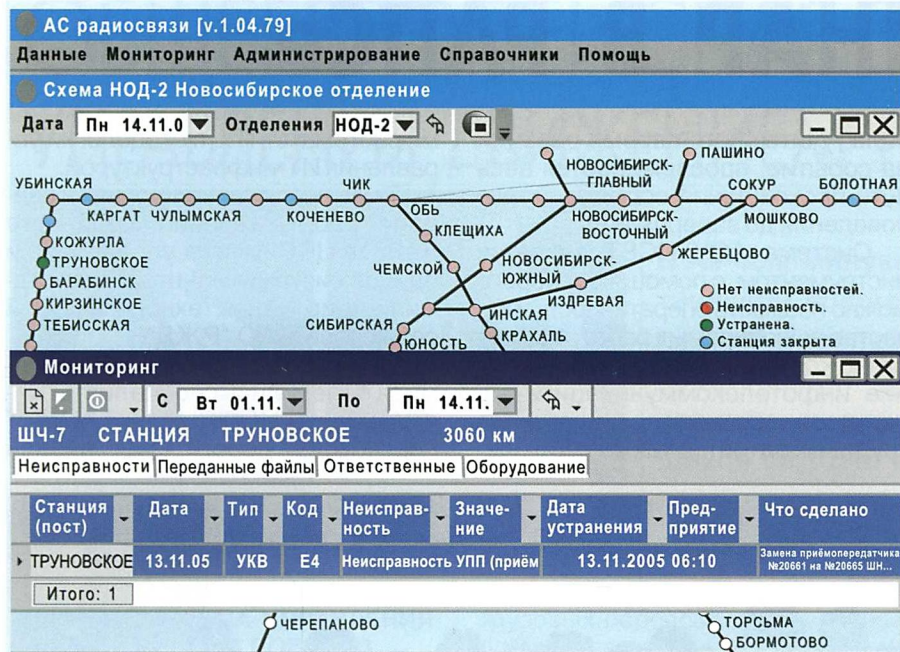 АС радиосвязи [v.1.04.79]
Данные Мониторинг Администрирование Справочники Помощь
Схема НОД-2 Новосибирское отделение
Дата Пн 14.11.0 Отделения НОД-2
ПАШИНО
НОВОСИБИРСК-
ГЛАВНЫЙ
УБИНСКАЯ
ЧИК
СОКУР
БОЛОТНАЯ
КАРГАТ
ЧУЛЫМСКАЯ
КОЧЕНЕВО
ОБЬ
НОВОСИБИРСК-
ВОСТОЧНЫЙ
МОШКОВО
КЛЕЩИХА
КОЖУРЛА
ЖЕРЕБЦОВО
ТРУНОВСКОЕ
ЧЕМСКОЙ
НОВОСИБИРСК-
ЮЖНЫЙ
БАРАБИНСК
ИЗДРЕВАЯ
КИРЗИНСКОЕ
ИНСКАЯ
ТЕБИССКАЯ
СИБИРСКАЯ
КРАХАЛЬ
ЮНОСТЬ
Нет неисправностей.
Неисправность.
Устранена.
Станция закрыта
Мониторинг
С Вт 01.11. По Пн 14.11.
ШЧ-7 СТАНЦИЯ ТРУНОВСКОЕ 3060 км
Неисправности Переданные файлы Ответственные Оборудование
Станция
(пост)
Дата
Тип
Код
Неисправ-
ность
Значе-
ние
Дата
устранения
Пред-
приятие
Что сделано
ТРУНОВСКОЕ 13.11.05 УКВ Е4 Неисправность УПП (приём 13.11.2005 06:10
Замена приёмопередатчика
№20661 на №20665 ШН...
Итого: 1
ЧЕРЕПАНОВО
ТОРСЬМА
БОРМОТОВО